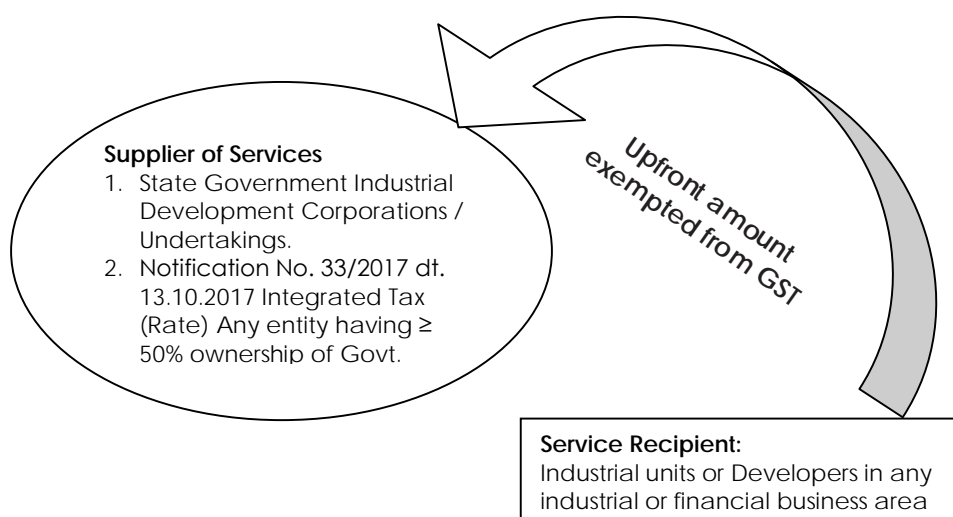 Supplier of Services
1. State Government Industrial
Development Corporations /
Undertakings.
2. Notification No. 33/2017 dt.
13.10.2017 Integrated Tax
(Rate) Any entity having ≥
50% ownership of Govt.
Upfront amount
exempted from GST
Service Recipient:
Industrial units or Developers in any
industrial or financial business area